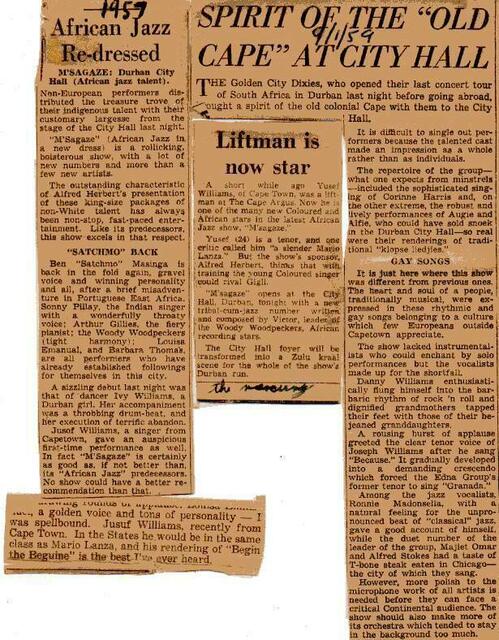 1959
African Jazz
Re-dressed
M'SAGAZE: Durban City
Hall (African jazz talent).
Non-European performers dis-
tributed the treasure trove of
their indigenous talent with their
customary largesse from the
stage of the City Hall last night.
"M'Sagaze" (African Jazz in
a new dress) is a rollicking,
boisterous show, with a lot of
new numbers and more than a
few new artists.
The outstanding characteristic
of Alfred Herbert's presentation
of these king-size packages of
non-White talent has always
been non-stop, fast-paced enter-
tainment. Like its predecessors,
this show excels in that respect.
"SATCHMO" BACK
Ben "Satchmo" Masinga is
back in the fold again, gravel
voice and winning personality
and all, after a brief misadven-
ture in Portuguese East Africa.
Sonny Pillay, the Indian singer
with a wonderfully throaty
voice; Arthur Gillies, the fiery
pianist; the Woody Woodpeckers
(tight harmony); Louisa
Emanual, and Barbara Thomas,
are all performers who have
already established followings
for themselves in this city.
A sizzling debut last night was
that of dancer Ivy Williams, a
Durban girl. Her accompaniment
was a throbbing drum-beat, and
her execution of terrific abandon
Jusof Williams, a singer from
Capetown, gave an auspicious
first-time performance as well.
In fact "M'Sagaze" is certainly
as good as, if not better than,
its "African Jazz" predecessors.
No show could have a better re-
commendation than that.
a golden voice and tons of personality — I
was spellbound. Jusuf Williams, recently from
Cape Town. In the States he would be in the same
class as Mario Lanza, and his rendering of "Begin
the Beguine" is the best I've ever heard.
SPIRIT OF THE "OLD
CAPE" AT CITY HALL
9/1/59
THE Golden City Dixies, who opened their last concert tour
of South Africa in Durban last night before going abroad,
brought a spirit of the old colonial Cape with them to the City
Hall.
Liftman is
now star
A short while ago Yusef
Williams, of Cape Town, was a lift-
man at The Cape Argus. Now he is
one of the many new Coloured and
African stars in the latest African
Jazz show, "M'Sagaze."
Yusef (24) is a tenor, and one
critic called him "a slender Mario
Lanza." But the show's sponsor,
Alfred Herbert, thinks that with
training the young Coloured singer
could rival Gigli.
"M'Sagaze" opens at the City
Hall, Durban, tonight with a new
tribal-cum-jazz number written
and composed by Victor, leader of
the Woody Woodpeckers, African
recording stars.
The City Hall foyer will be
transformed into a Zulu kraal
scene for the whole of the show's
Durban run.
the mercury
It is difficult to single out per-
formers because the talented cast
made an impression as a whole
rather than as individuals.
The repertoire of the group—
what one expects from minstrels
—included the sophisticated sing-
ing of Corinne Harris and, on
the other extreme, the robust and
lively performances of Angie and
Alfie, who could have sold snoek
in the Durban City Hall—so real
were their renderings of tradi-
tional "klopse liedjies."
GAY SONGS
It is just here where this show
was different from previous ones.
The heart and soul of a people,
traditionally musical, were ex-
pressed in these rhythmic and
gay songs belonging to a culture
which few Europeans outside
Capetown appreciate.
The show lacked instrumental-
ists who could enchant by solo
performances but the vocalists
made up for the shortfall.
Danny Williams enthusiasti-
cally flung himself into the bar-
baric rhythm of rock 'n roll and
dignified grandmothers tapped
their feet with those of their be-
jeaned granddaughters.
A rousing burst of applause
greeted the clear tenor voice of
Joseph Williams after he sang
"Because." It gradually developed
into a demanding crescendo
which forced the Edna Group's
former tenor to sing "Granada."
Among the jazz vocalists,
Ronnie Madonsella, with a
natural feeling for the unpro-
nounced beat of "classical" jazz,
gave a good account of himself,
while the duet number of the
leader of the group, Majiet Omar
and Alfred Stokes had a taste of
T-bone steak eaten in Chicago—
the city of which they sang.
However, more polish to the
microphone work of all artists is
needed before they can face a
critical Continental audience. The
show should also make more of
its orchestra which tended to stay
in the background too much.